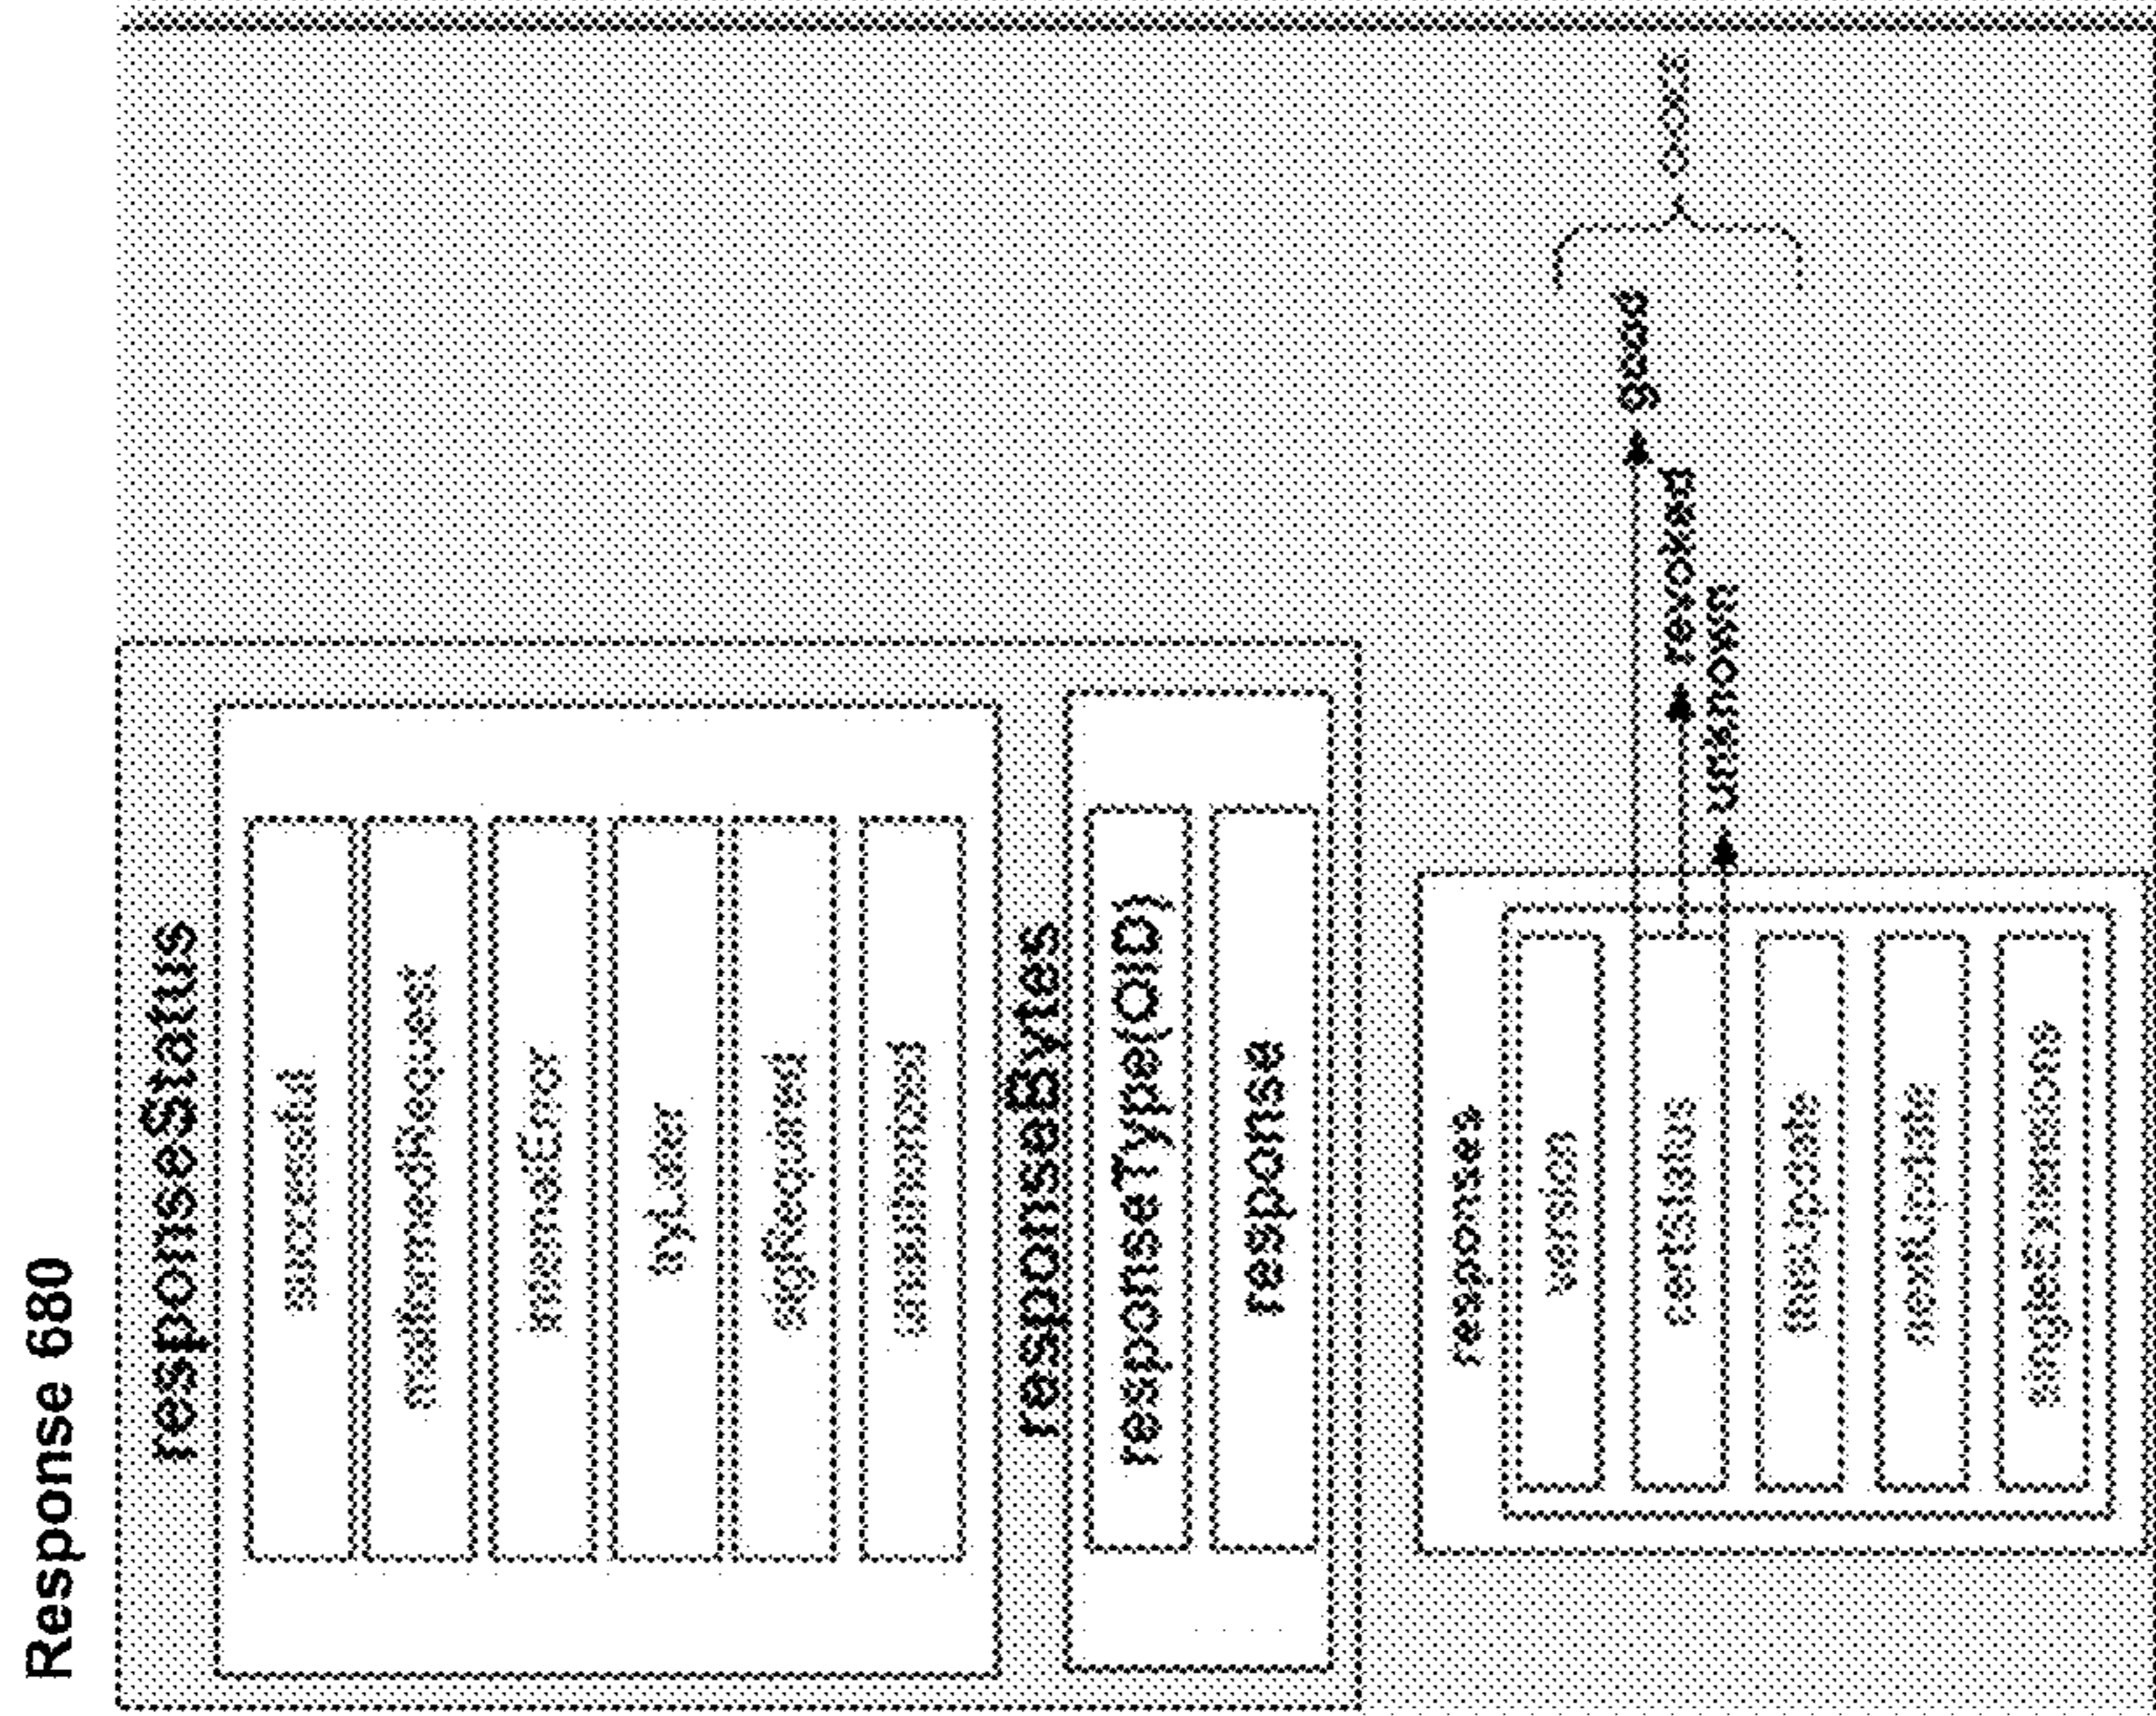 Response 680
responseStatus
successful
malformedRequest
internalError
tryLater
sigRequired
unauthorized
responseBytes
responseType(OID)
response
responses
version
certStatus
thisUpdate
nextUpdate
singleExtensions
good
revoked
unknown